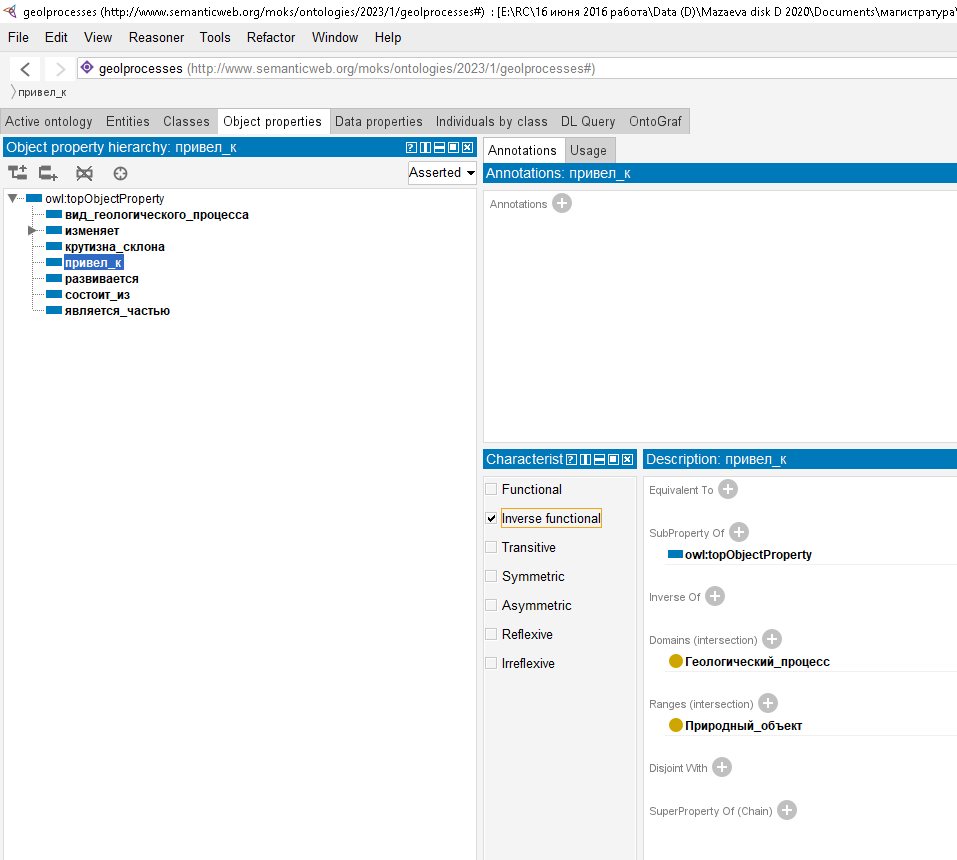 geolprocesses (http://www.semanticweb.org/moks/ontologies/2023/1/geolprocesses#) : [E:\RC\16 июня 2016 работа\Data (D)\Mazaeva disk D 2020\Documents\магистратура\
File Edit View Reasoner Tools Refactor Window Help
geolprocesses (http://www.semanticweb.org/moks/ontologies/2023/1/geolprocesses#)
привел_к
Active ontology Entities Classes Object properties Data properties Individuals by class DL Query OntoGraf
Object property hierarchy: привел_к
Asserted
owl:topObjectProperty
вид_геологического_процесса
изменяет
крутизна_склона
привел_к
развивается
состоит_из
является_частью
Annotations Usage
Annotations: привел_к
Annotations
Characterist
Functional
Inverse functional
Transitive
Symmetric
Asymmetric
Reflexive
Irreflexive
Description: привел_к
Equivalent To
SubProperty Of
owl:topObjectProperty
Inverse Of
Domains (intersection)
Геологический_процесс
Ranges (intersection)
Природный_объект
Disjoint With
SuperProperty Of (Chain)